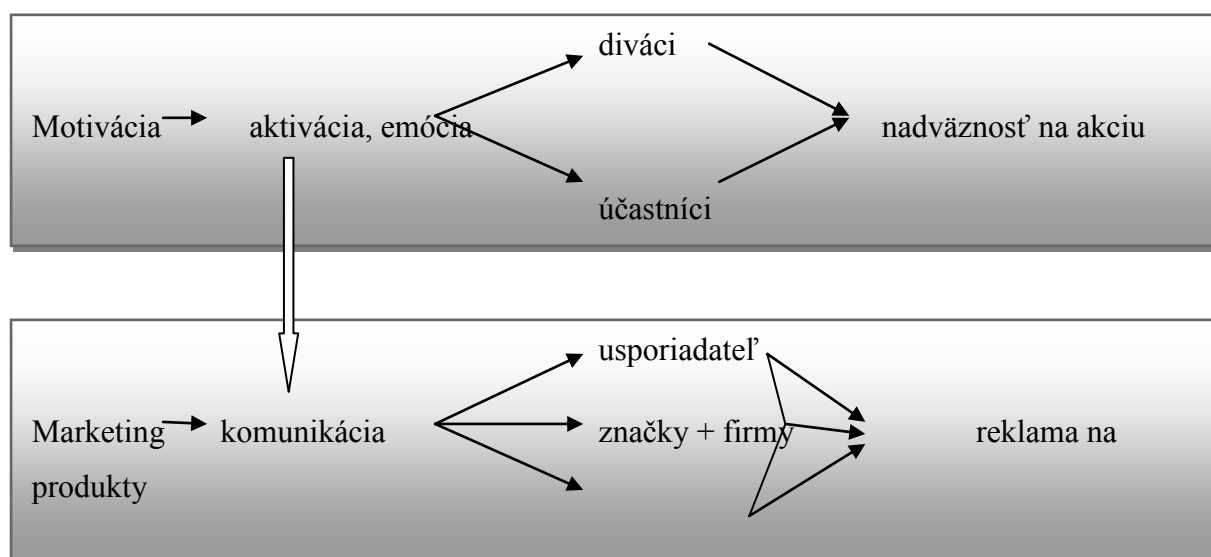 diváci
Motivácia aktivácia, emócia nadväznosť na akciu
účastníci
usporiadateľ
Marketing komunikácia značky + firmy reklama na
produkty